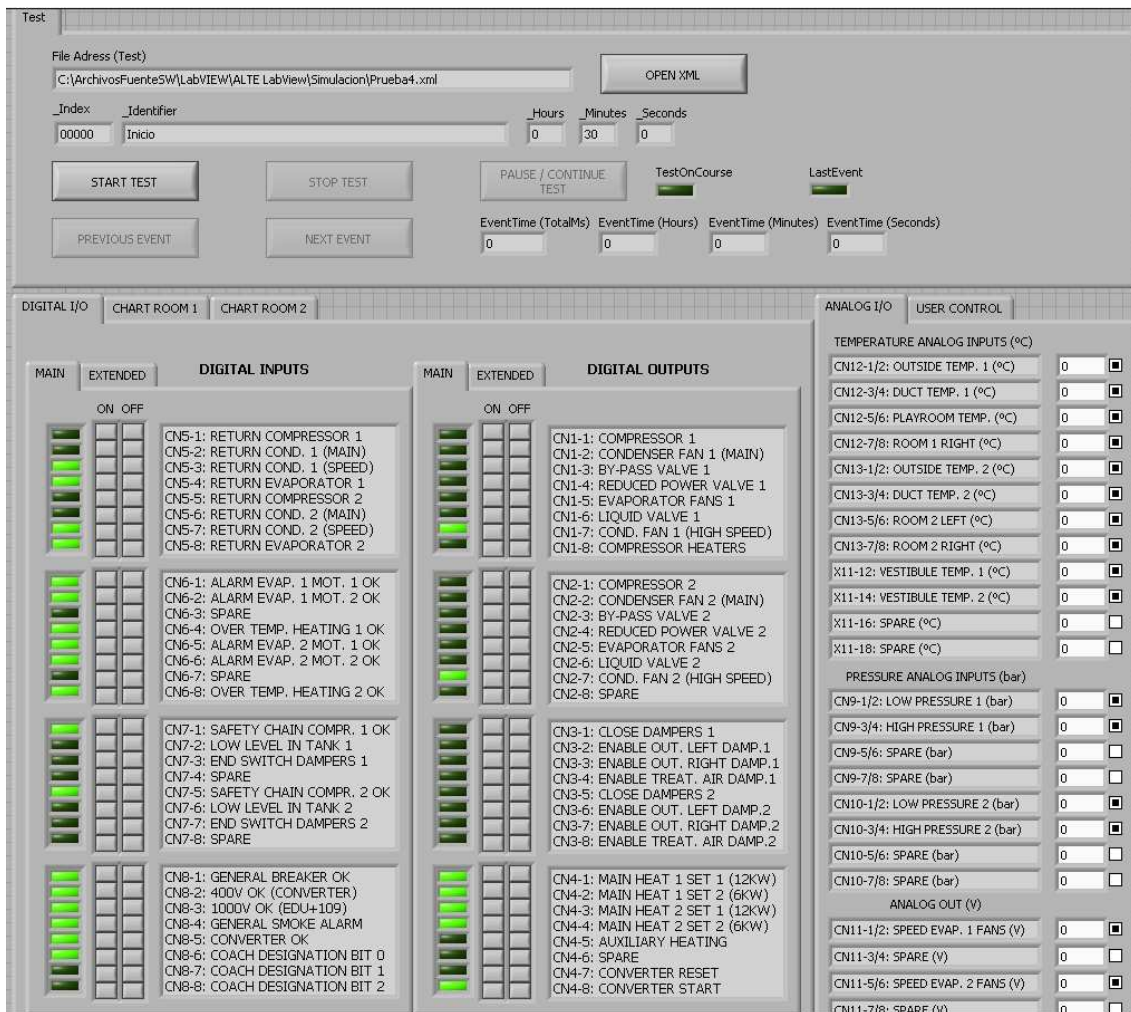 Test
File Adress (Test)
C:\ArchivosFuenteSW\LabVIEW\ALTE LabView\Simulacion\Prueba4.xml
OPEN XML
_Index _Identifier _Hours _Minutes _Seconds
00000 Inicio 0 30 0
START TEST STOP TEST PAUSE / CONTINUE TEST TestOnCourse LastEvent
PREVIOUS EVENT NEXT EVENT
EventTime (TotalMs) EventTime (Hours) EventTime (Minutes) EventTime (Seconds)
0 0 0 0
DIGITAL I/O CHART ROOM 1 CHART ROOM 2
MAIN EXTENDED DIGITAL INPUTS
ON OFF
CN5-1: RETURN COMPRESSOR 1
CN5-2: RETURN COND. 1 (MAIN)
CN5-3: RETURN COND. 1 (SPEED)
CN5-4: RETURN EVAPORATOR 1
CN5-5: RETURN COMPRESSOR 2
CN5-6: RETURN COND. 2 (MAIN)
CN5-7: RETURN COND. 2 (SPEED)
CN5-8: RETURN EVAPORATOR 2
CN6-1: ALARM EVAP. 1 MOT. 1 OK
CN6-2: ALARM EVAP. 1 MOT. 2 OK
CN6-3: SPARE
CN6-4: OVER TEMP. HEATING 1 OK
CN6-5: ALARM EVAP. 2 MOT. 1 OK
CN6-6: ALARM EVAP. 2 MOT. 2 OK
CN6-7: SPARE
CN6-8: OVER TEMP. HEATING 2 OK
CN7-1: SAFETY CHAIN COMPR. 1 OK
CN7-2: LOW LEVEL IN TANK 1
CN7-3: END SWITCH DAMPERS 1
CN7-4: SPARE
CN7-5: SAFETY CHAIN COMPR. 2 OK
CN7-6: LOW LEVEL IN TANK 2
CN7-7: END SWITCH DAMPERS 2
CN7-8: SPARE
CN8-1: GENERAL BREAKER OK
CN8-2: 400V OK (CONVERTER)
CN8-3: 1000V OK (EDU+109)
CN8-4: GENERAL SMOKE ALARM
CN8-5: CONVERTER OK
CN8-6: COACH DESIGNATION BIT 0
CN8-7: COACH DESIGNATION BIT 1
CN8-8: COACH DESIGNATION BIT 2
MAIN EXTENDED DIGITAL OUTPUTS
ON OFF
CN1-1: COMPRESSOR 1
CN1-2: CONDENSER FAN 1 (MAIN)
CN1-3: BY-PASS VALVE 1
CN1-4: REDUCED POWER VALVE 1
CN1-5: EVAPORATOR FANS 1
CN1-6: LIQUID VALVE 1
CN1-7: COND. FAN 1 (HIGH SPEED)
CN1-8: COMPRESSOR HEATERS
CN2-1: COMPRESSOR 2
CN2-2: CONDENSER FAN 2 (MAIN)
CN2-3: BY-PASS VALVE 2
CN2-4: REDUCED POWER VALVE 2
CN2-5: EVAPORATOR FANS 2
CN2-6: LIQUID VALVE 2
CN2-7: COND. FAN 2 (HIGH SPEED)
CN2-8: SPARE
CN3-1: CLOSE DAMPERS 1
CN3-2: ENABLE OUT. LEFT DAMP.1
CN3-3: ENABLE OUT. RIGHT DAMP.1
CN3-4: ENABLE TREAT. AIR DAMP.1
CN3-5: CLOSE DAMPERS 2
CN3-6: ENABLE OUT. LEFT DAMP.2
CN3-7: ENABLE OUT. RIGHT DAMP.2
CN3-8: ENABLE TREAT. AIR DAMP.2
CN4-1: MAIN HEAT 1 SET 1 (12KW)
CN4-2: MAIN HEAT 1 SET 2 (6KW)
CN4-3: MAIN HEAT 2 SET 1 (12KW)
CN4-4: MAIN HEAT 2 SET 2 (6KW)
CN4-5: AUXILIARY HEATING
CN4-6: SPARE
CN4-7: CONVERTER RESET
CN4-8: CONVERTER START
ANALOG I/O USER CONTROL
TEMPERATURE ANALOG INPUTS (ºC)
CN12-1/2: OUTSIDE TEMP. 1 (ºC) 0
CN12-3/4: DUCT TEMP. 1 (ºC) 0
CN12-5/6: PLAYROOM TEMP. (ºC) 0
CN12-7/8: ROOM 1 RIGHT (ºC) 0
CN13-1/2: OUTSIDE TEMP. 2 (ºC) 0
CN13-3/4: DUCT TEMP. 2 (ºC) 0
CN13-5/6: ROOM 2 LEFT (ºC) 0
CN13-7/8: ROOM 2 RIGHT (ºC) 0
X11-12: VESTIBULE TEMP. 1 (ºC) 0
X11-14: VESTIBULE TEMP. 2 (ºC) 0
X11-16: SPARE (ºC) 0
X11-18: SPARE (ºC) 0
PRESSURE ANALOG INPUTS (bar)
CN9-1/2: LOW PRESSURE 1 (bar) 0
CN9-3/4: HIGH PRESSURE 1 (bar) 0
CN9-5/6: SPARE (bar) 0
CN9-7/8: SPARE (bar) 0
CN10-1/2: LOW PRESSURE 2 (bar) 0
CN10-3/4: HIGH PRESSURE 2 (bar) 0
CN10-5/6: SPARE (bar) 0
CN10-7/8: SPARE (bar) 0
ANALOG OUT (V)
CN11-1/2: SPEED EVAP. 1 FANS (V) 0
CN11-3/4: SPARE (V) 0
CN11-5/6: SPEED EVAP. 2 FANS (V) 0
CN11-7/8: SPARE (V) 0